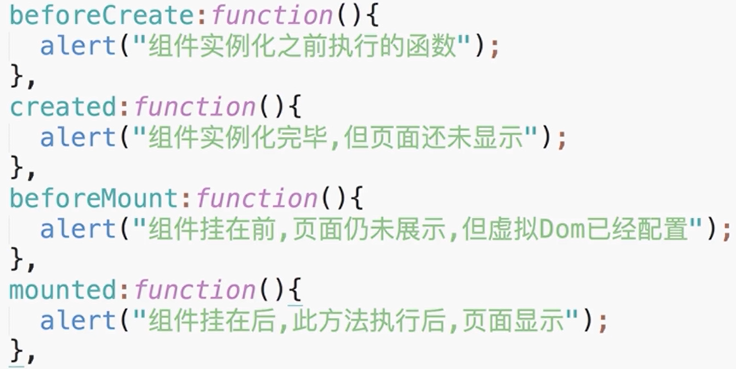 beforeCreate:function(){
  alert("组件实例化之前执行的函数");
},
created:function(){
  alert("组件实例化完毕,但页面还未显示");
},
beforeMount:function(){
  alert("组件挂在前,页面仍未展示,但虚拟Dom已经配置");
},
mounted:function(){
  alert("组件挂在后,此方法执行后,页面显示");
},